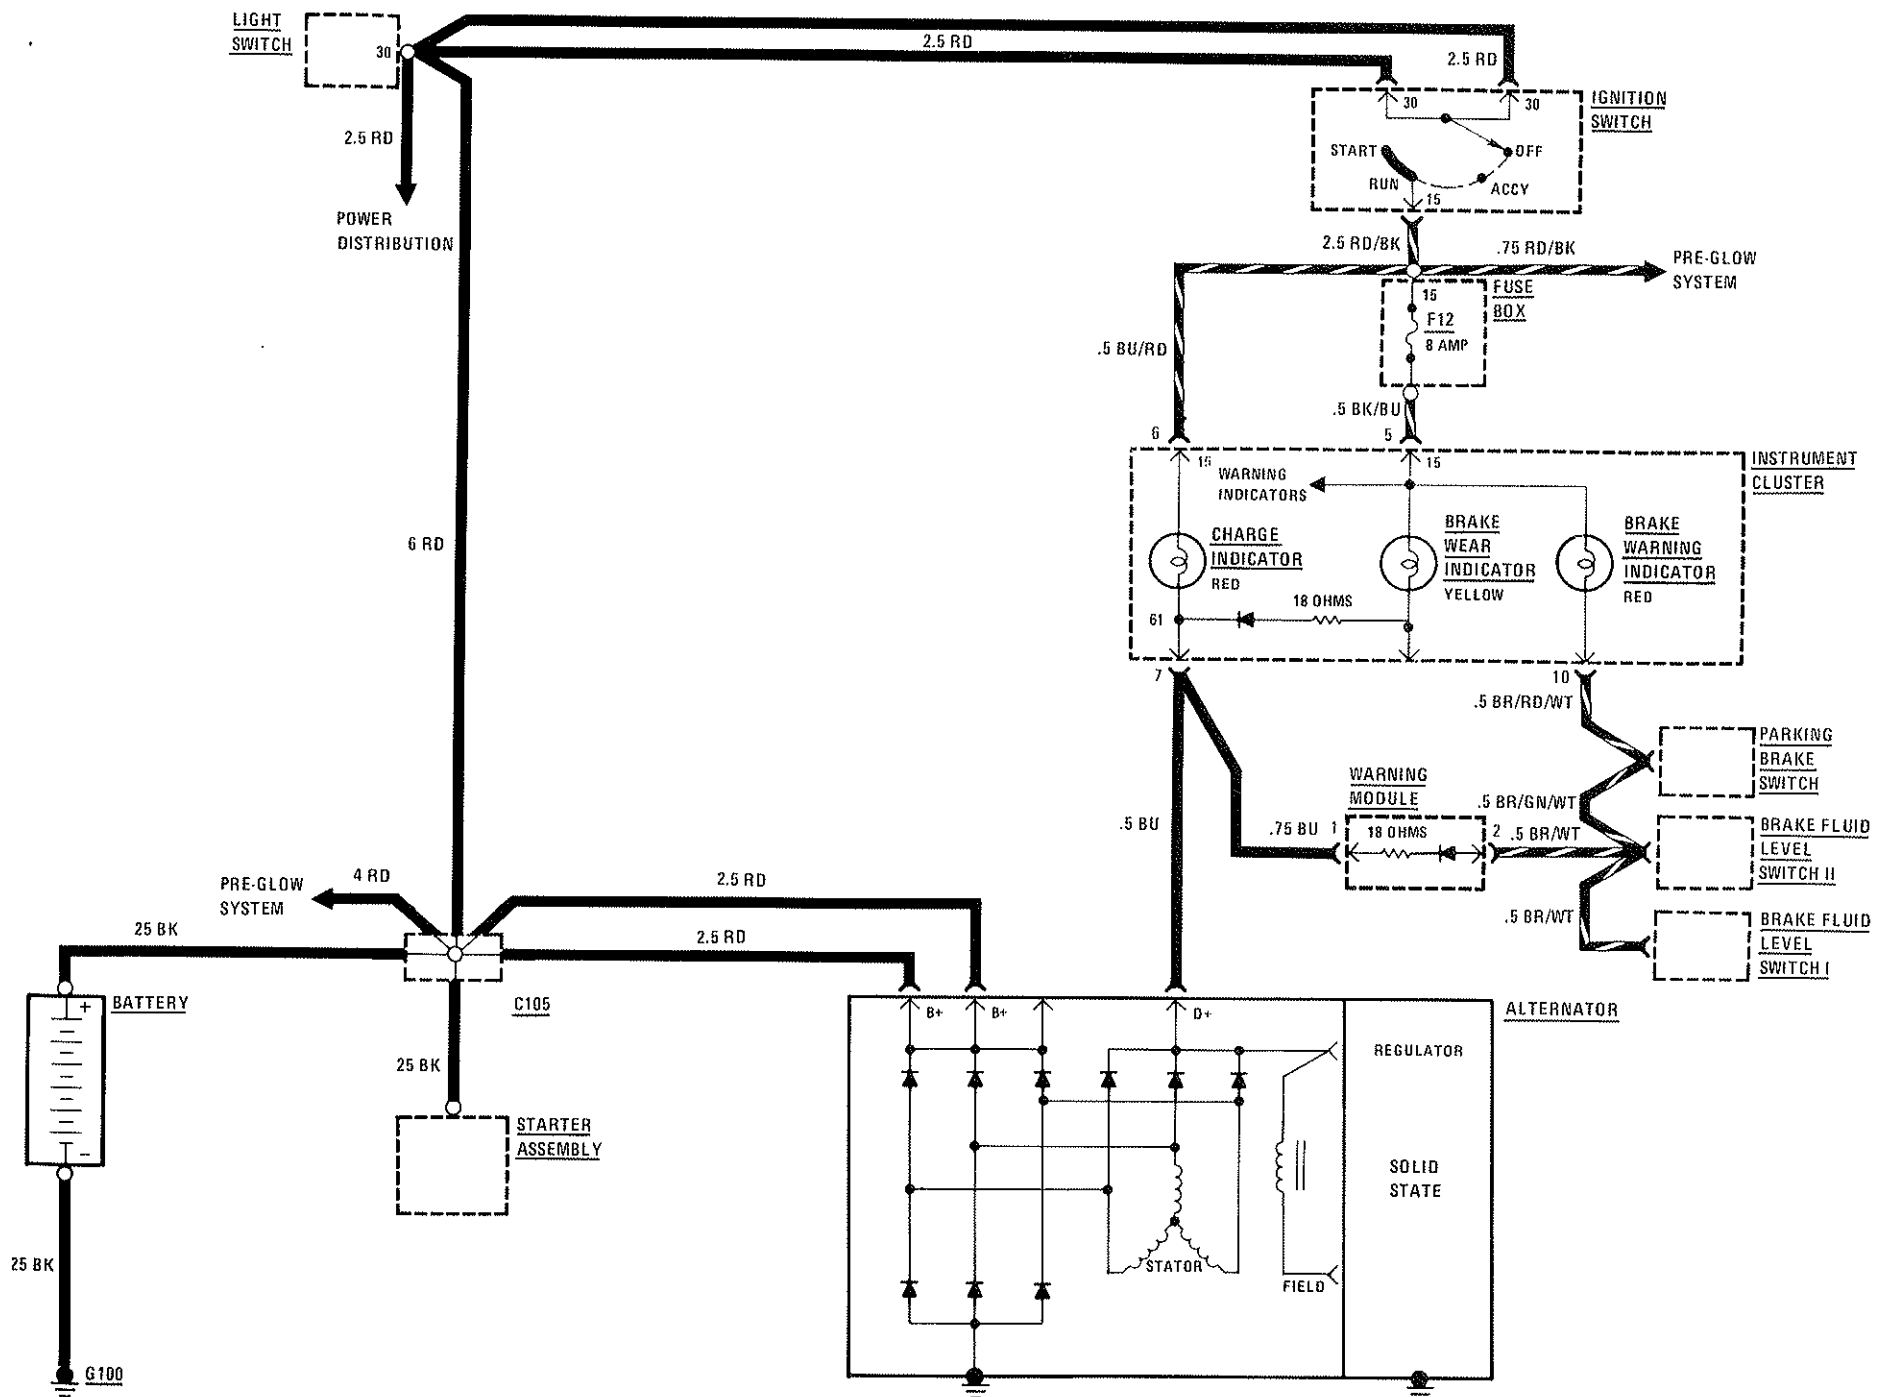 LIGHT
SWITCH
30
2.5 RD
2.5 RD
2.5 RD
POWER
DISTRIBUTION
30
30
IGNITION
SWITCH
START
OFF
RUN
ACCY
15
2.5 RD/BK
.75 RD/BK
PRE-GLOW
SYSTEM
15
FUSE
BOX
F12
8 AMP
.5 BU/RD
.5 BK/BU
6
5
15
15
WARNING
INDICATORS
INSTRUMENT
CLUSTER
CHARGE
INDICATOR
RED
BRAKE
WEAR
INDICATOR
YELLOW
BRAKE
WARNING
INDICATOR
RED
6 RD
61
18 OHMS
7
10
.5 BR/RD/WT
PARKING
BRAKE
SWITCH
WARNING
MODULE
.5 BR/GN/WT
.5 BU
.75 BU
1
18 OHMS
2
.5 BR/WT
BRAKE FLUID
LEVEL
SWITCH II
.5 BR/WT
BRAKE FLUID
LEVEL
SWITCH I
PRE-GLOW
SYSTEM
4 RD
2.5 RD
25 BK
2.5 RD
C105
BATTERY
+
-
25 BK
STARTER
ASSEMBLY
25 BK
G100
B+
B+
D+
ALTERNATOR
REGULATOR
SOLID
STATE
STATOR
FIELD